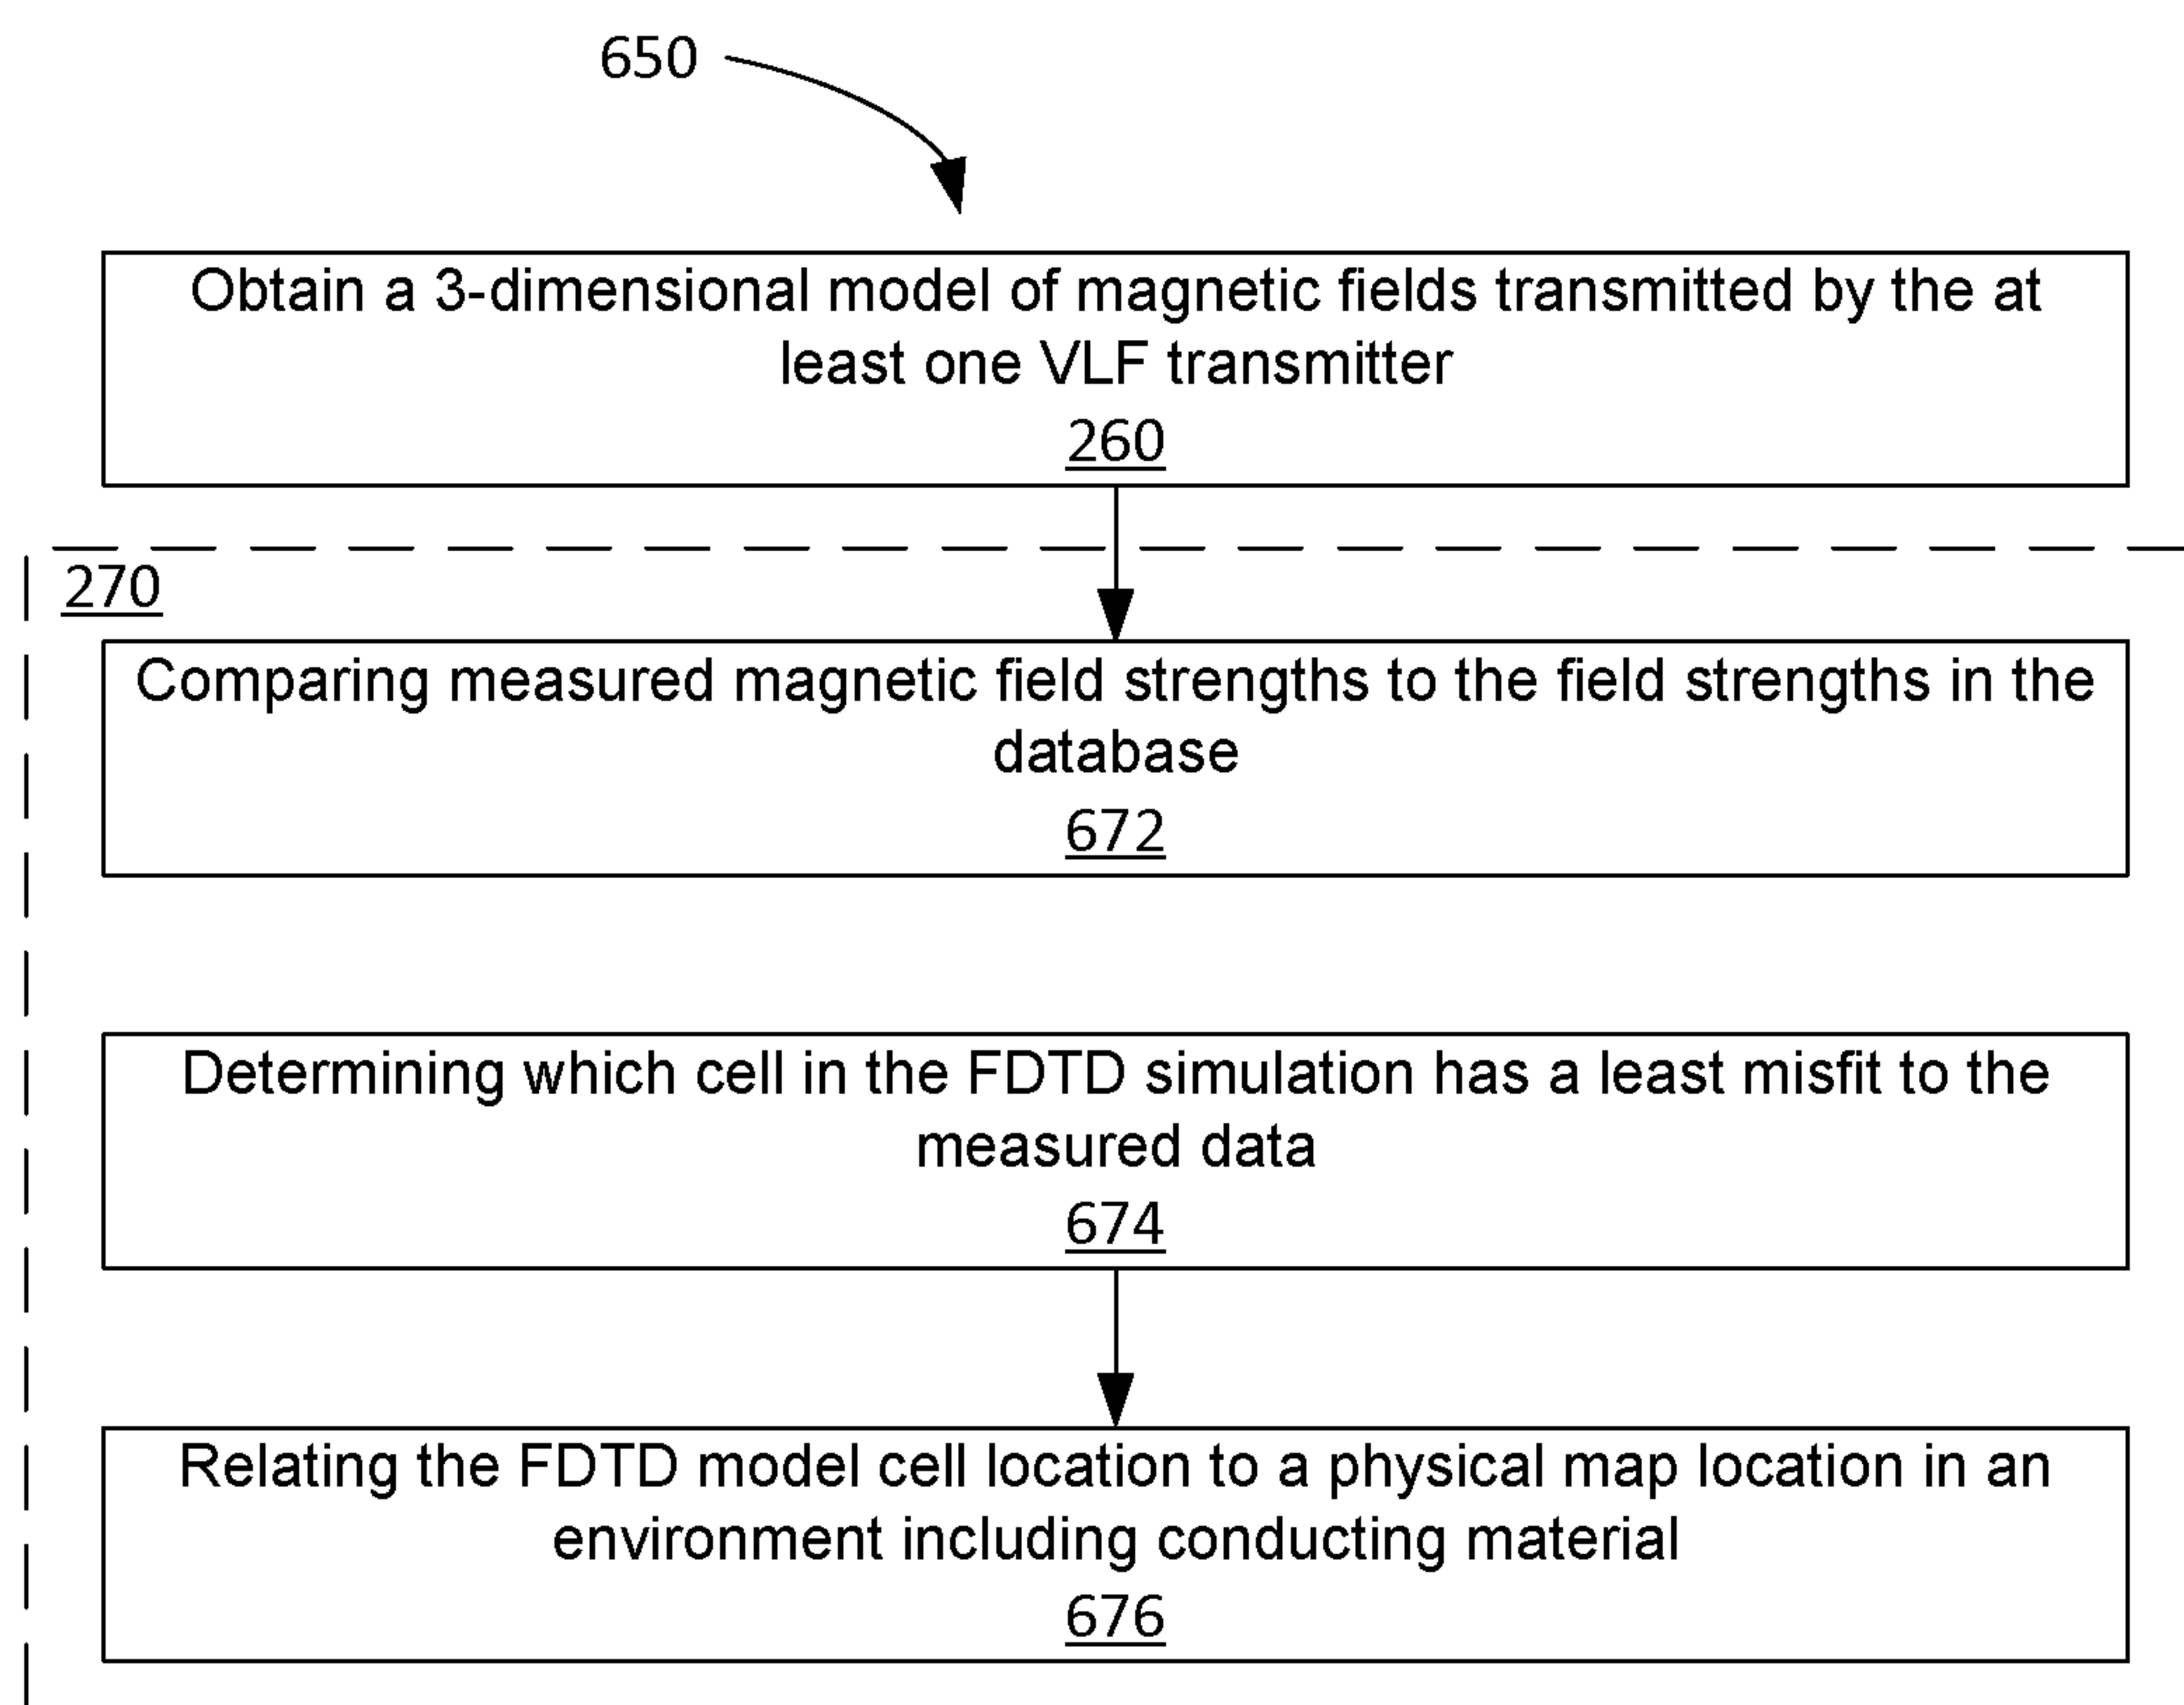 650
Obtain a 3-dimensional model of magnetic fields transmitted by the at
least one VLF transmitter
260
270
Comparing measured magnetic field strengths to the field strengths in the
database
672
Determining which cell in the FDTD simulation has a least misfit to the
measured data
674
Relating the FDTD model cell location to a physical map location in an
environment including conducting material
676